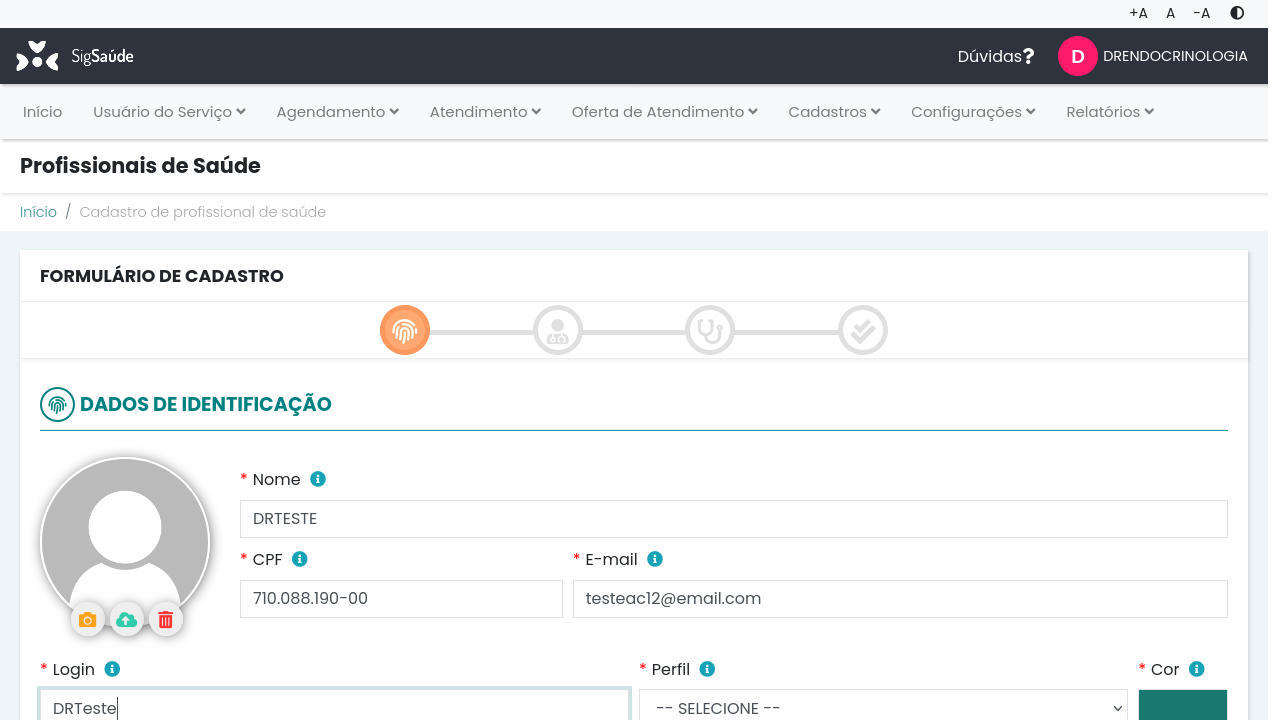 +A A -A
SigSaúde Dúvidas? D DRENDOCRINOLOGIA
Início Usuário do Serviço Agendamento Atendimento Oferta de Atendimento Cadastros Configurações Relatórios
Profissionais de Saúde
Início / Cadastro de profissional de saúde
FORMULÁRIO DE CADASTRO
DADOS DE IDENTIFICAÇÃO
* Nome
DRTESTE
* CPF * E-mail
710.088.190-00 testeac12@email.com
* Login * Perfil * Cor
DRTeste -- SELECIONE --